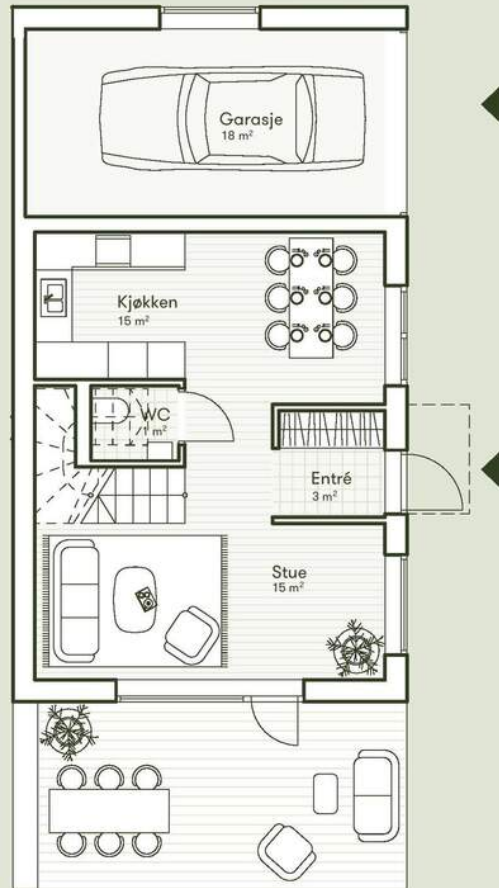 Garasje
18 m²
Kjøkken
15 m²
WC
1 m²
Entré
3 m²
Stue
15 m²